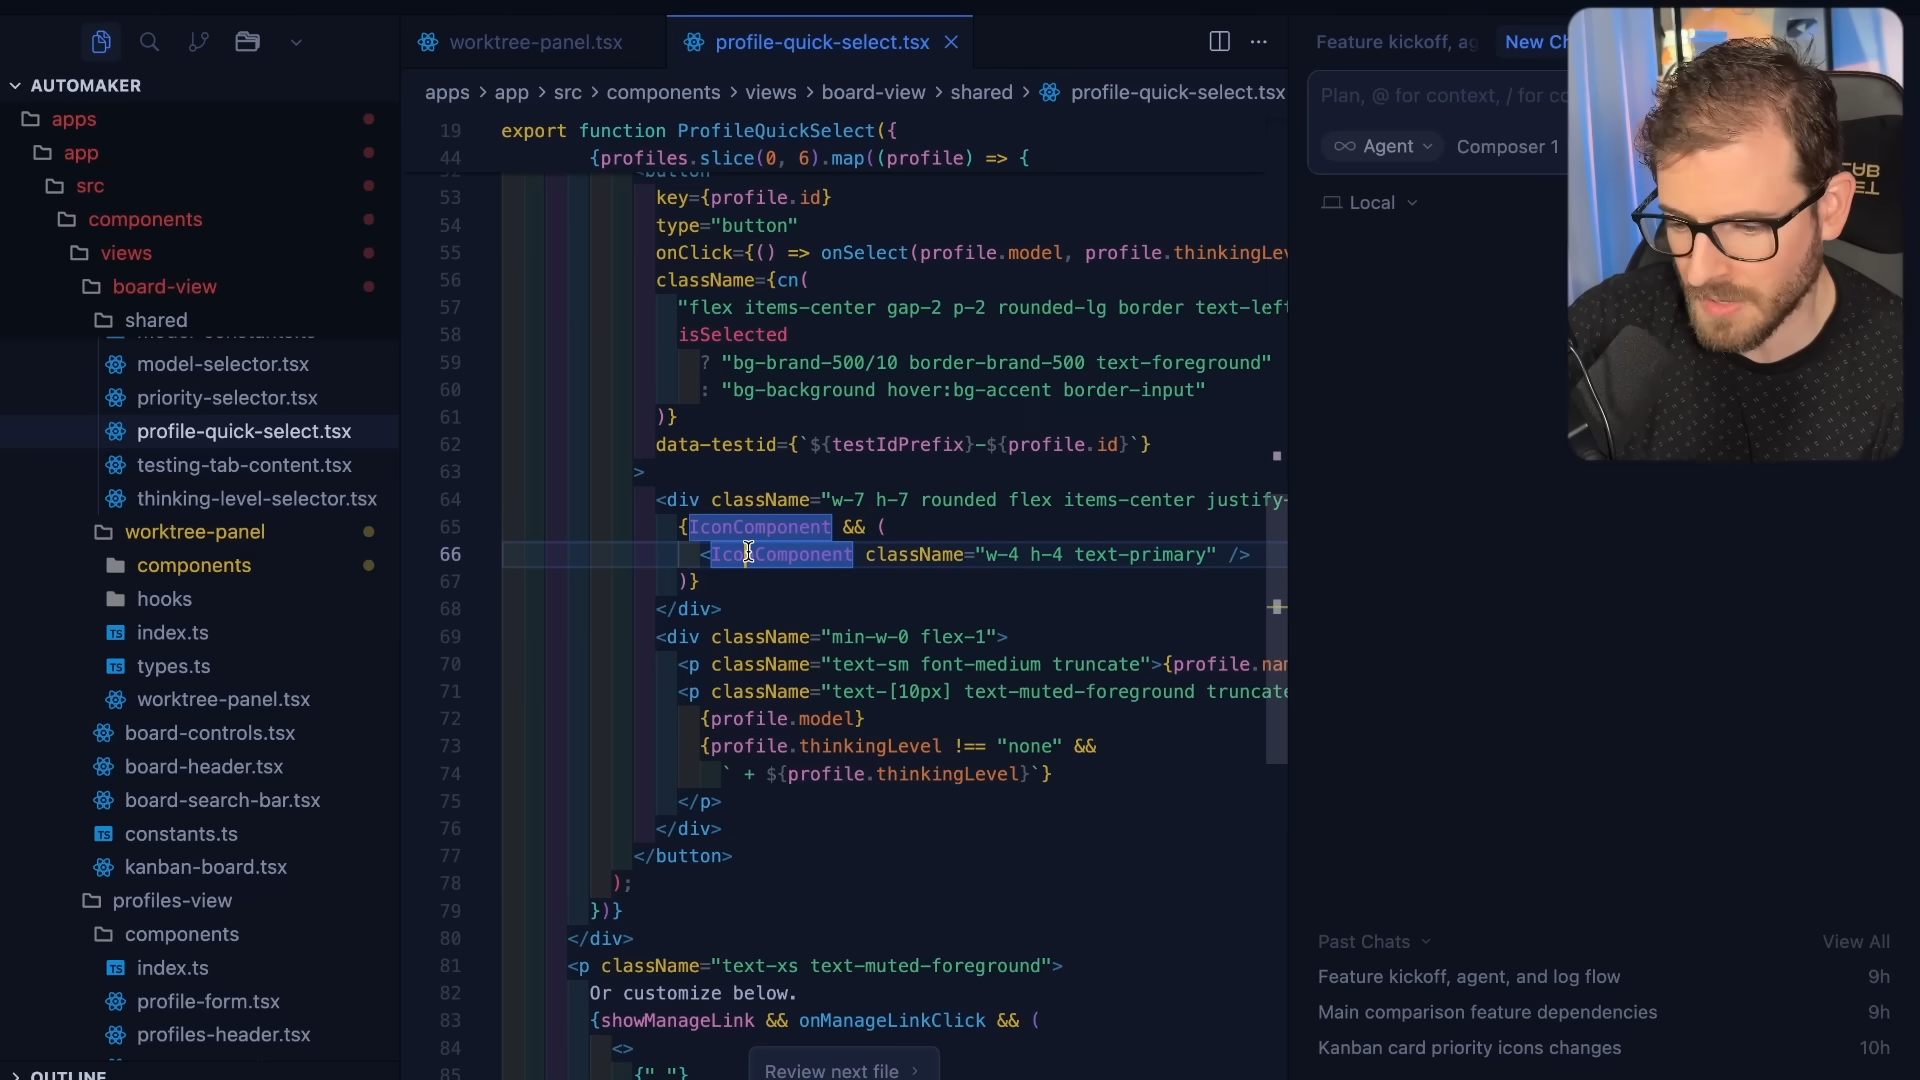 AUTOMAKER
apps
app
src
components
views
board-view
shared
model-selector.tsx
priority-selector.tsx
profile-quick-select.tsx
testing-tab-content.tsx
thinking-level-selector.tsx
worktree-panel
components
hooks
index.ts
types.ts
worktree-panel.tsx
board-controls.tsx
board-header.tsx
board-search-bar.tsx
constants.ts
kanban-board.tsx
profiles-view
components
index.ts
profile-form.tsx
profiles-header.tsx
OUTLINE
worktree-panel.tsx
profile-quick-select.tsx
apps > app > src > components > views > board-view > shared > profile-quick-select.tsx
19 export function ProfileQuickSelect({
44 {profiles.slice(0, 6).map((profile) => {
52 <button
53 key={profile.id}
54 type="button"
55 onClick={() => onSelect(profile.model, profile.thinkingLev
56 className={cn(
57 "flex items-center gap-2 p-2 rounded-lg border text-left
58 isSelected
59 ? "bg-brand-500/10 border-brand-500 text-foreground"
60 : "bg-background hover:bg-accent border-input"
61 )}
62 data-testid={`${testIdPrefix}-${profile.id}`}
63 >
64 <div className="w-7 h-7 rounded flex items-center justify-
65 {IconComponent && (
66 <IconComponent className="w-4 h-4 text-primary" />
67 )}
68 </div>
69 <div className="min-w-0 flex-1">
70 <p className="text-sm font-medium truncate">{profile.nam
71 <p className="text-[10px] text-muted-foreground truncate
72 {profile.model}
73 {profile.thinkingLevel !== "none" &&
74 ` + ${profile.thinkingLevel}`}
75 </p>
76 </div>
77 </button>
78 );
79 })}
80 </div>
81 <p className="text-xs text-muted-foreground">
82 Or customize below.
83 {showManageLink && onManageLinkClick && (
84 <>
85 {" "}
Review next file >
Feature kickoff, ag
New Ch
Plan, @ for context, / for co
∞ Agent
Composer 1
Local
Past Chats
View All
Feature kickoff, agent, and log flow 9h
Main comparison feature dependencies 9h
Kanban card priority icons changes 10h